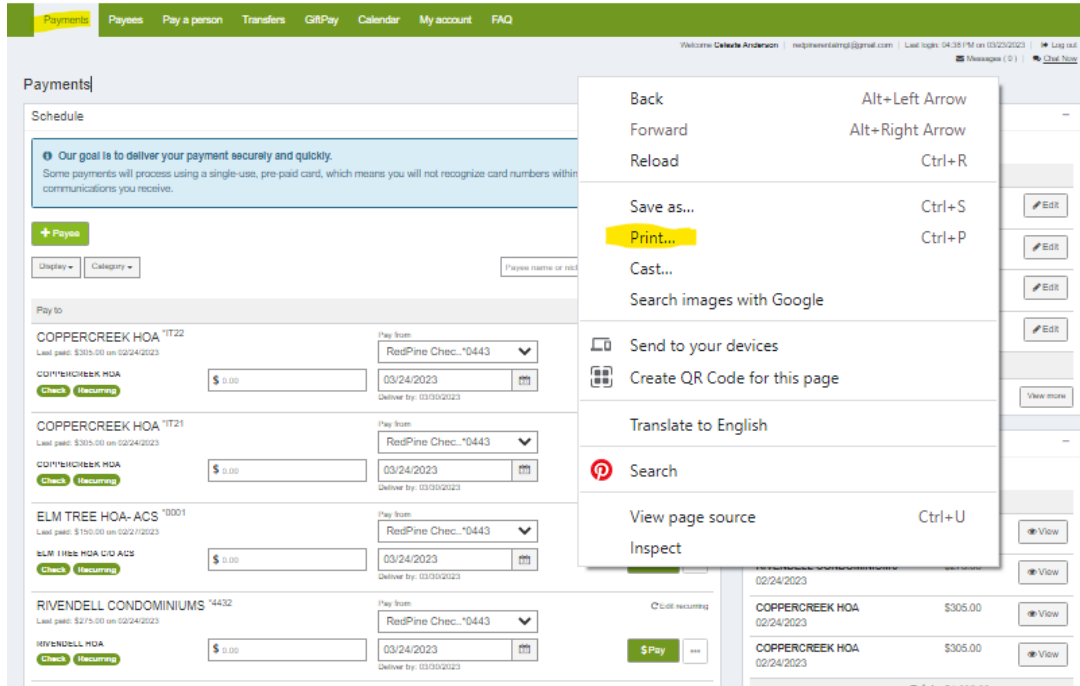 Payments Payees Pay a person Transfers GiftPay Calendar My account FAQ
Welcome Celeste Anderson | redpinerentalmgt@gmail.com | Last login: 04:38 PM on 03/23/2023 | Log out
Messages ( 0 ) | Chat Now
Payments
Schedule
Our goal is to deliver your payment securely and quickly.
Some payments will process using a single-use, pre-paid card, which means you will not recognize card numbers within
communications you receive.
+ Payee
Display Category
Payee name or nick
Pay to
COPPERCREEK HOA *IT22
Last paid: $305.00 on 02/24/2023
COPPERCREEK HOA
Check Recurring
$ 0.00
Pay from
RedPine Chec..*0443
03/24/2023
Deliver by: 03/30/2023
COPPERCREEK HOA *IT21
Last paid: $305.00 on 02/24/2023
COPPERCREEK HOA
Check Recurring
$ 0.00
Pay from
RedPine Chec..*0443
03/24/2023
Deliver by: 03/30/2023
ELM TREE HOA- ACS *0001
Last paid: $150.00 on 02/27/2023
ELM TREE HOA C/O ACS
Check Recurring
$ 0.00
Pay from
RedPine Chec..*0443
03/24/2023
Deliver by: 03/30/2023
RIVENDELL CONDOMINIUMS *4432
Last paid: $275.00 on 02/24/2023
RIVENDELL HOA
Check Recurring
$ 0.00
Pay from
RedPine Chec..*0443
03/24/2023
Deliver by: 03/30/2023
Edit recurring
$ Pay ...
Back Alt+Left Arrow
Forward Alt+Right Arrow
Reload Ctrl+R
Save as... Ctrl+S
Print... Ctrl+P
Cast...
Search images with Google
Send to your devices
Create QR Code for this page
Translate to English
Search
View page source Ctrl+U
Inspect
Edit
Edit
Edit
Edit
View more
View
RIVENDELL CONDOMINIUMS $275.00
02/24/2023
View
COPPERCREEK HOA $305.00
02/24/2023
View
COPPERCREEK HOA $305.00
02/24/2023
View